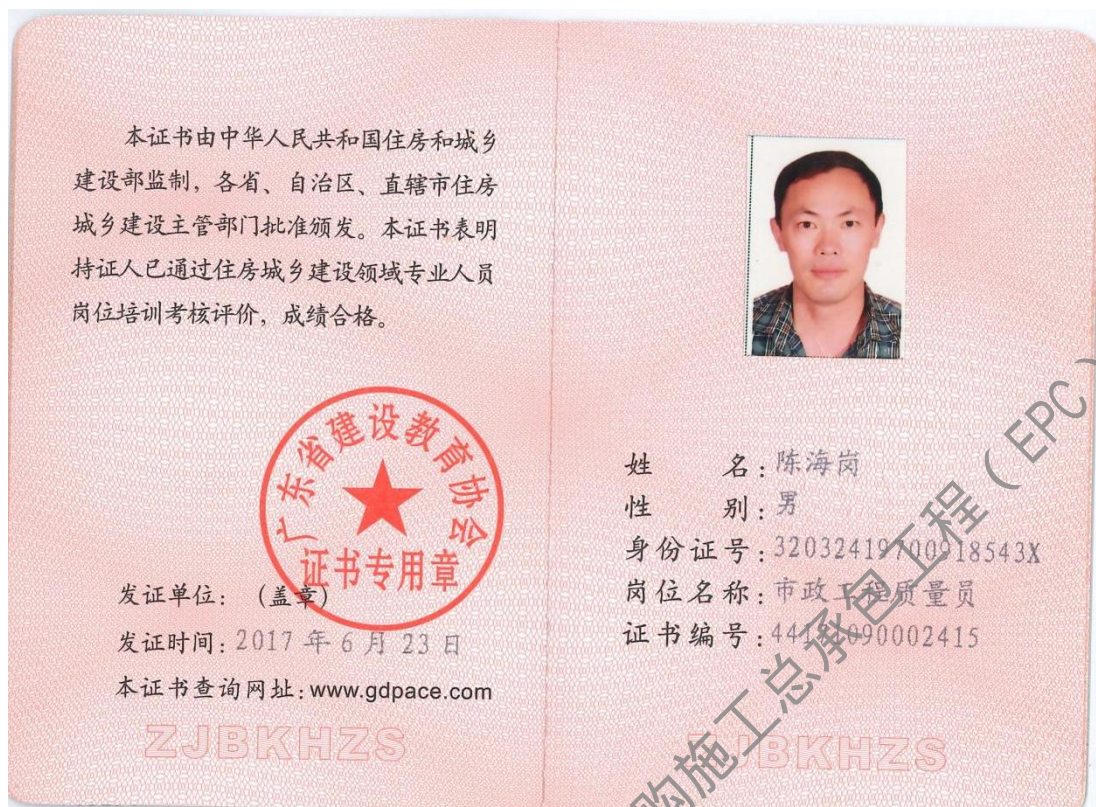 本证书由中华人民共和国住房和城乡
建设部监制，各省、自治区、直辖市住房
城乡建设主管部门批准颁发。本证书表明
持证人已通过住房城乡建设领域专业人员
岗位培训考核评价，成绩合格。
广东省建设教育协会
证书专用章
发证单位：（盖章）
发证时间：2017 年 6 月 23 日
本证书查询网址：www.gdpace.com
ZJBKHZS
姓 名：陈海岗
性 别：男
身份证号：32032419700918543X
岗位名称：市政工程质量员
证书编号：
ZJBKHZS
购施工总承包工程（EPC）